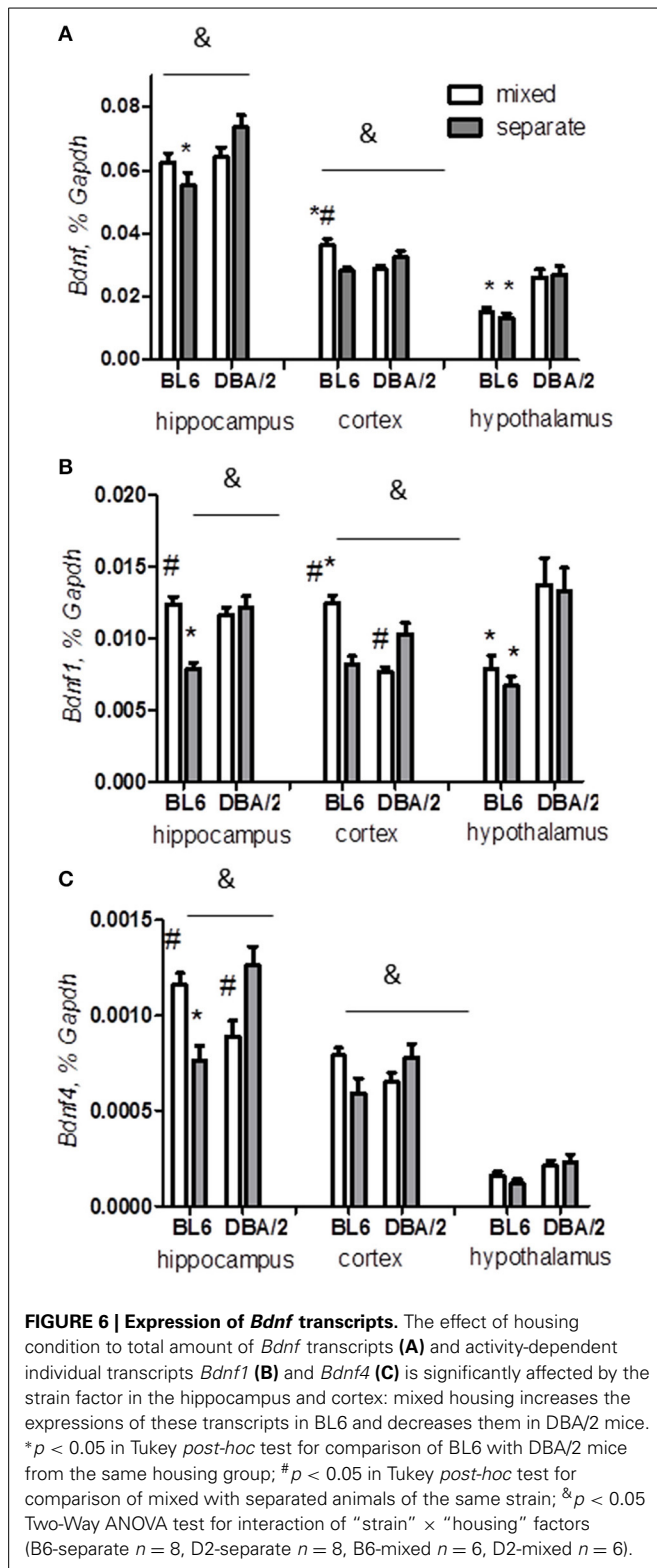 A
&
mixed
separate
&
0.08
0.06
0.04
0.02
0.00
Bdnf, % Gapdh
*
*#
* *
BL6 DBA/2 BL6 DBA/2 BL6 DBA/2
hippocampus cortex hypothalamus
B
& &
0.020
0.015
0.010
0.005
0.000
Bdnf1, % Gapdh
#
*
#*
#
*
*
BL6 DBA/2 BL6 DBA/2 BL6 DBA/2
hippocampus cortex hypothalamus
C
&
&
0.0015
0.0010
0.0005
0.0000
Bdnf4, % Gapdh
#
*
#
BL6 DBA/2 BL6 DBA/2 BL6 DBA/2
hippocampus cortex hypothalamus
FIGURE 6 | Expression of Bdnf transcripts. The effect of housing
condition to total amount of Bdnf transcripts (A) and activity-dependent
individual transcripts Bdnf1 (B) and Bdnf4 (C) is significantly affected by the
strain factor in the hippocampus and cortex: mixed housing increases the
expressions of these transcripts in BL6 and decreases them in DBA/2 mice.
*p < 0.05 in Tukey post-hoc test for comparison of BL6 with DBA/2 mice
from the same housing group; #p < 0.05 in Tukey post-hoc test for
comparison of mixed with separated animals of the same strain; &p < 0.05
Two-Way ANOVA test for interaction of “strain” × “housing” factors
(B6-separate n = 8, D2-separate n = 8, B6-mixed n = 6, D2-mixed n = 6).